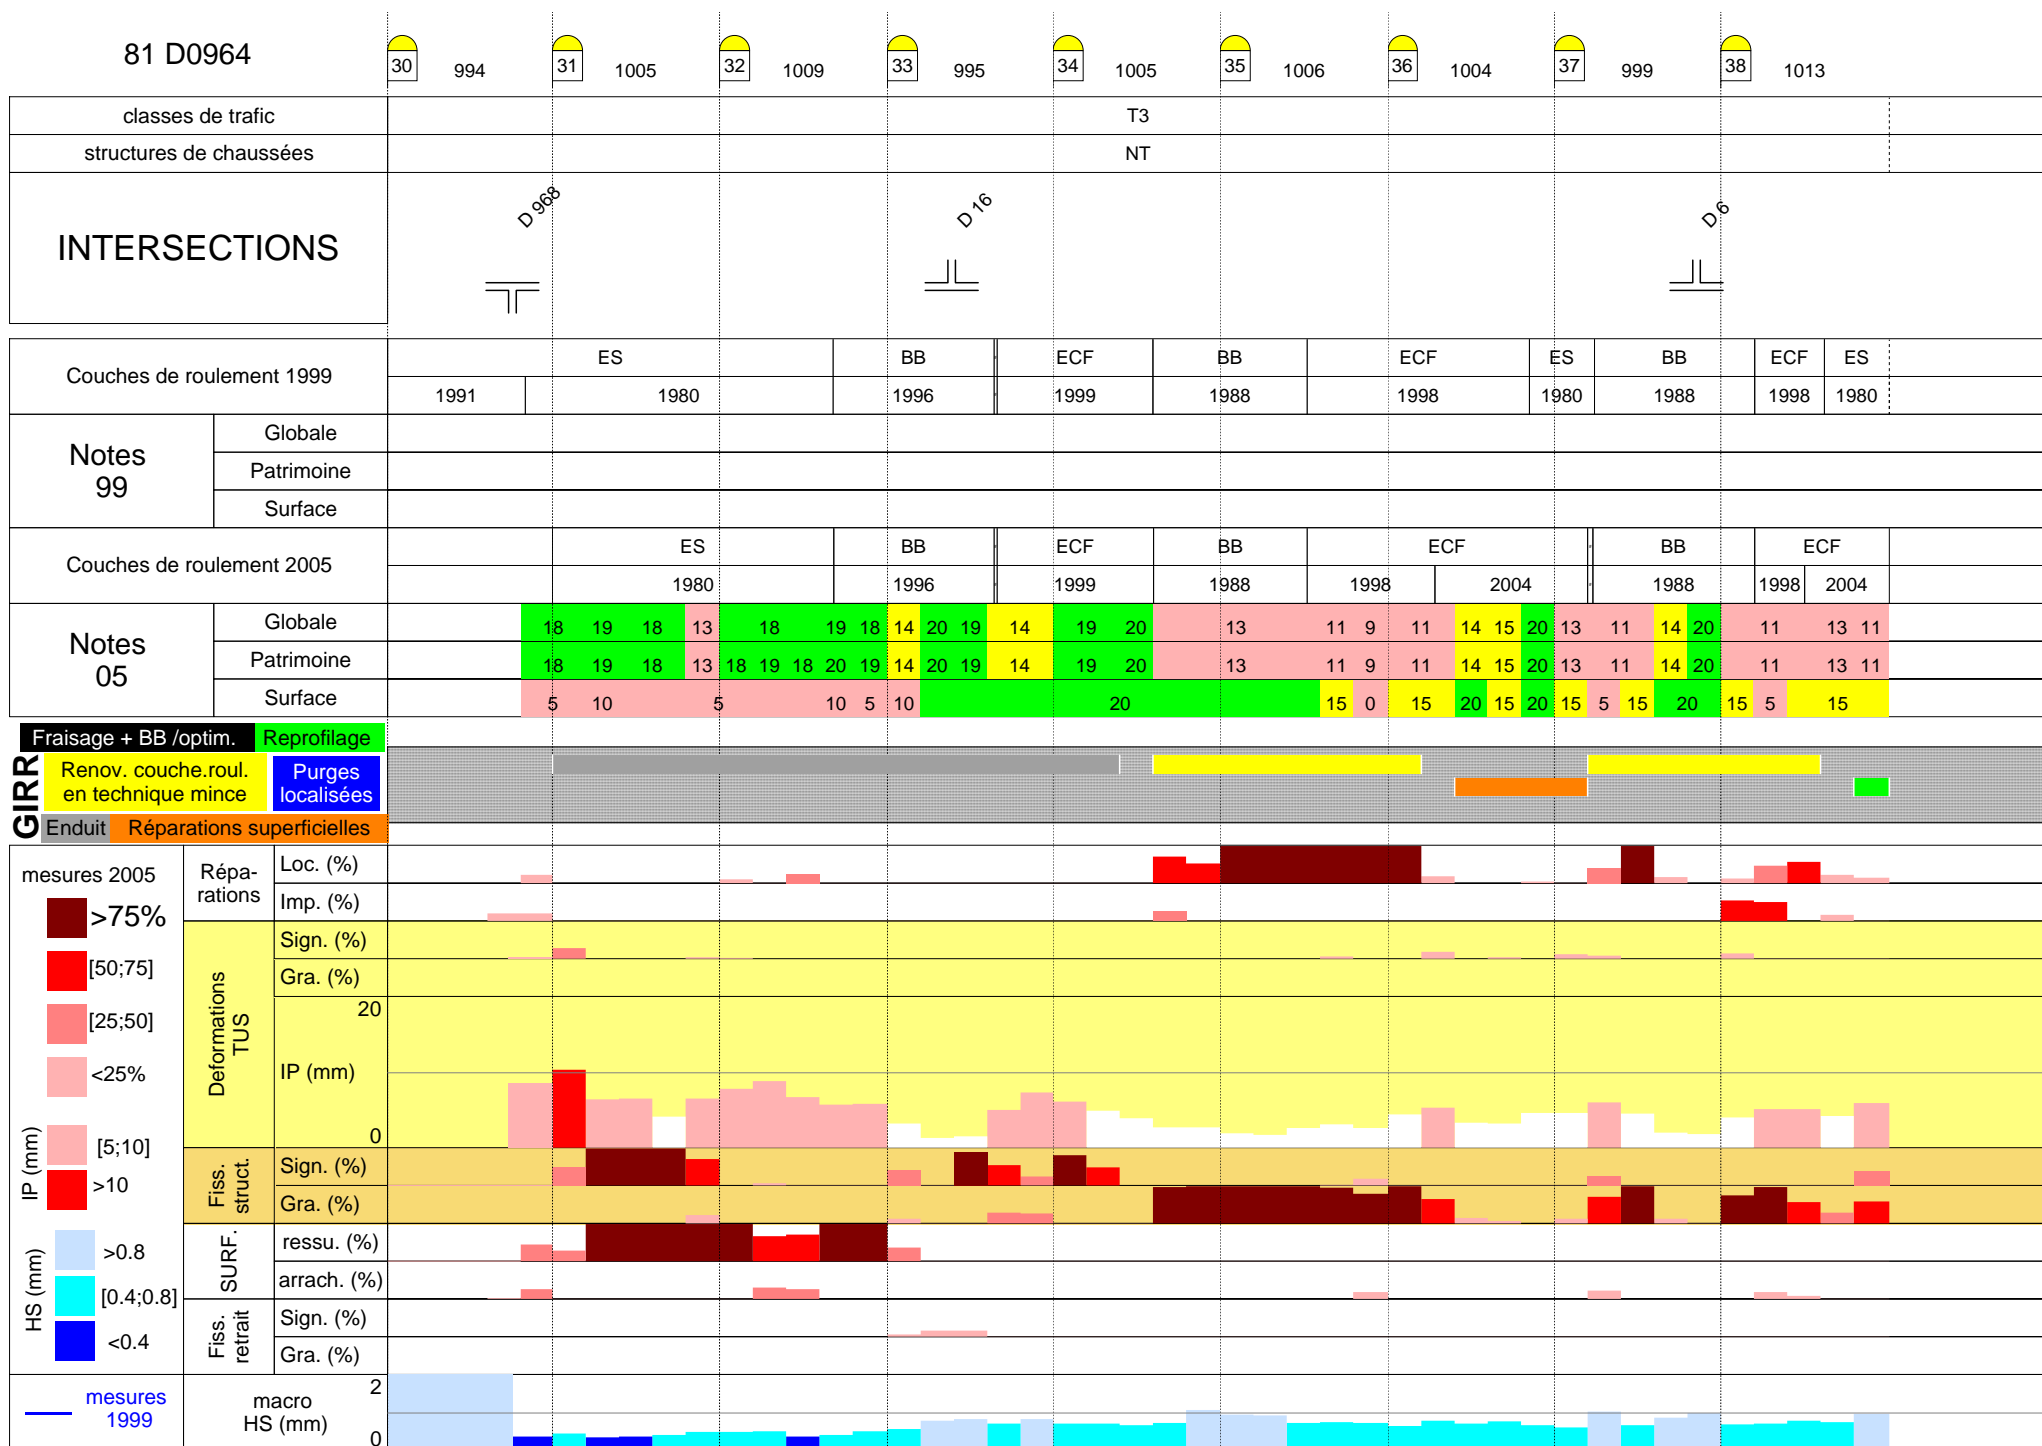 81 D0964
30 994 31 1005 32 1009 33 995 34 1005 35 1006 36 1004 37 999 38 1013
classes de trafic T3
structures de chaussées NT
INTERSECTIONS
D 968 D 16 D 6
Couches de roulement 1999
ES BB ECF BB ECF ES BB ECF ES
1991 1980 1996 1999 1988 1998 1980 1988 1998 1980
Notes
99
Globale
Patrimoine
Surface
Couches de roulement 2005
ES BB ECF BB ECF BB ECF
1980 1996 1999 1988 1998 2004 1988 1998 2004
Notes
05
Globale 18 19 18 13 18 19 18 14 20 19 14 19 20 13 11 9 11 14 15 20 13 11 14 20 11 13 11
Patrimoine 18 19 18 13 18 19 18 20 19 14 20 19 14 19 20 13 11 9 11 14 15 20 13 11 14 20 11 13 11
Surface 5 10 5 10 5 10 20 15 0 15 20 15 20 15 5 15 20 15 5 15
GIRR
Fraisage + BB /optim. Reprofilage
Renov. couche.roul.
en technique mince
Purges
localisées
Enduit Réparations superficielles
mesures 2005
>75%
[50;75]
[25;50]
<25%
IP (mm)
[5;10]
>10
HS (mm)
>0.8
[0.4;0.8]
<0.4
mesures
1999
Répa-
rations
Loc. (%)
Imp. (%)
Deformations
TUS
Sign. (%)
Gra. (%)
20
IP (mm)
0
Fiss.
struct.
Sign. (%)
Gra. (%)
SURF.
ressu. (%)
arrach. (%)
Fiss.
retrait
Sign. (%)
Gra. (%)
macro
HS (mm)
2
0